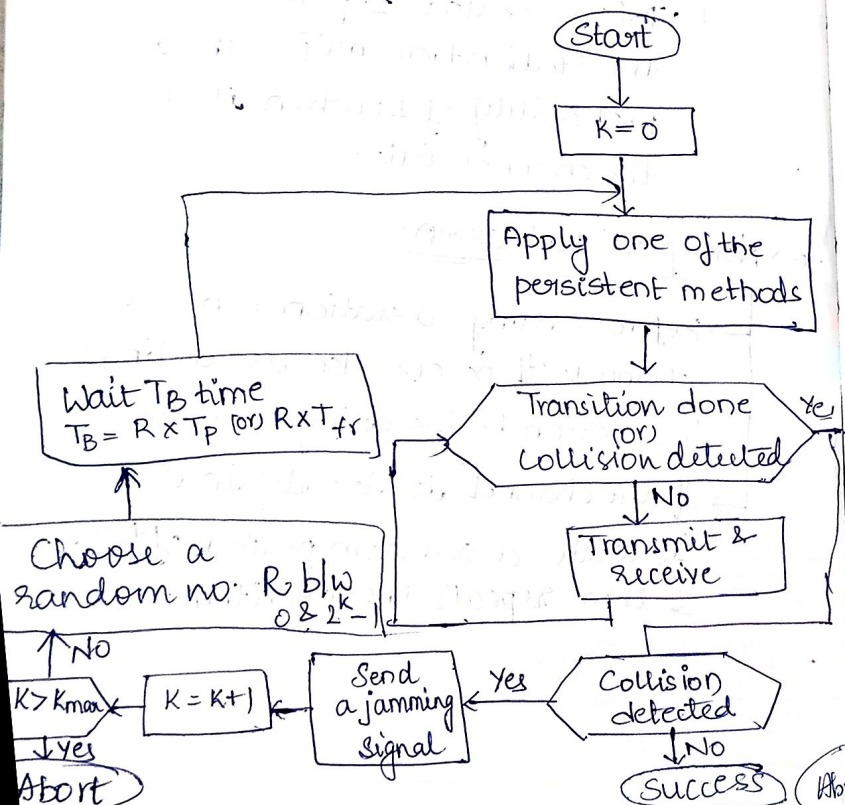 Start
K=0
Apply one of the
persistent methods
Transition done
(or)
Collision detected
Yes
No
Transmit &
receive
Collision
detected
No
Success
Yes
Send
a jamming
signal
K = K+1
K > Kmax
Yes
Abort
No
Choose a
random no. R b/w
0 & 2^k-1
Wait TB time
TB = R x TP (or) R x Tfr